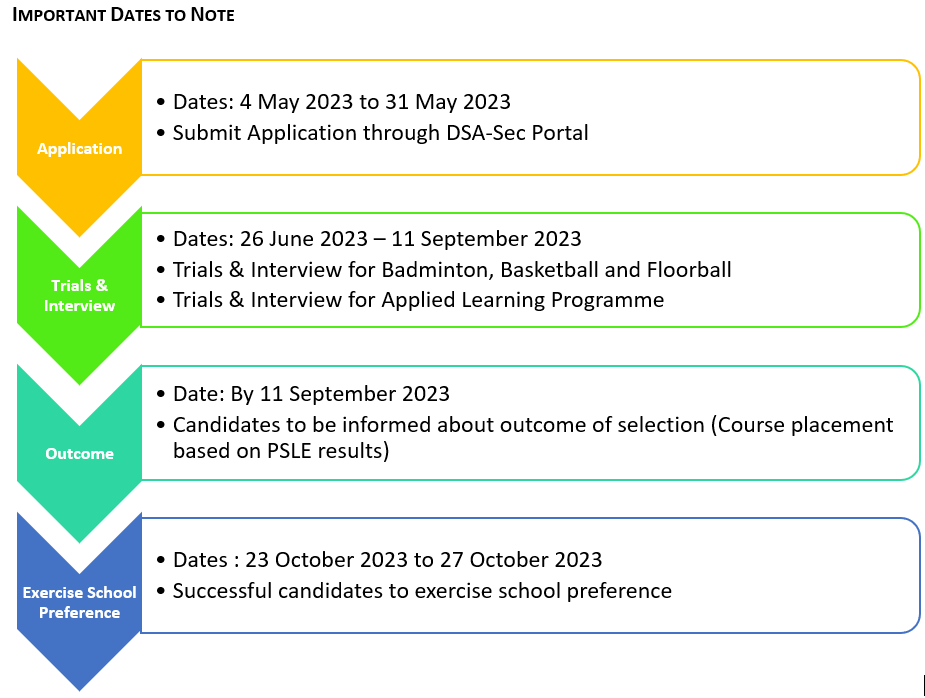 IMPORTANT DATES TO NOTE
Application
• Dates: 4 May 2023 to 31 May 2023
• Submit Application through DSA-Sec Portal
Trials &
Interview
• Dates: 26 June 2023 – 11 September 2023
• Trials & Interview for Badminton, Basketball and Floorball
• Trials & Interview for Applied Learning Programme
Outcome
• Date: By 11 September 2023
• Candidates to be informed about outcome of selection (Course placement
based on PSLE results)
Exercise School
Preference
• Dates : 23 October 2023 to 27 October 2023
• Successful candidates to exercise school preference